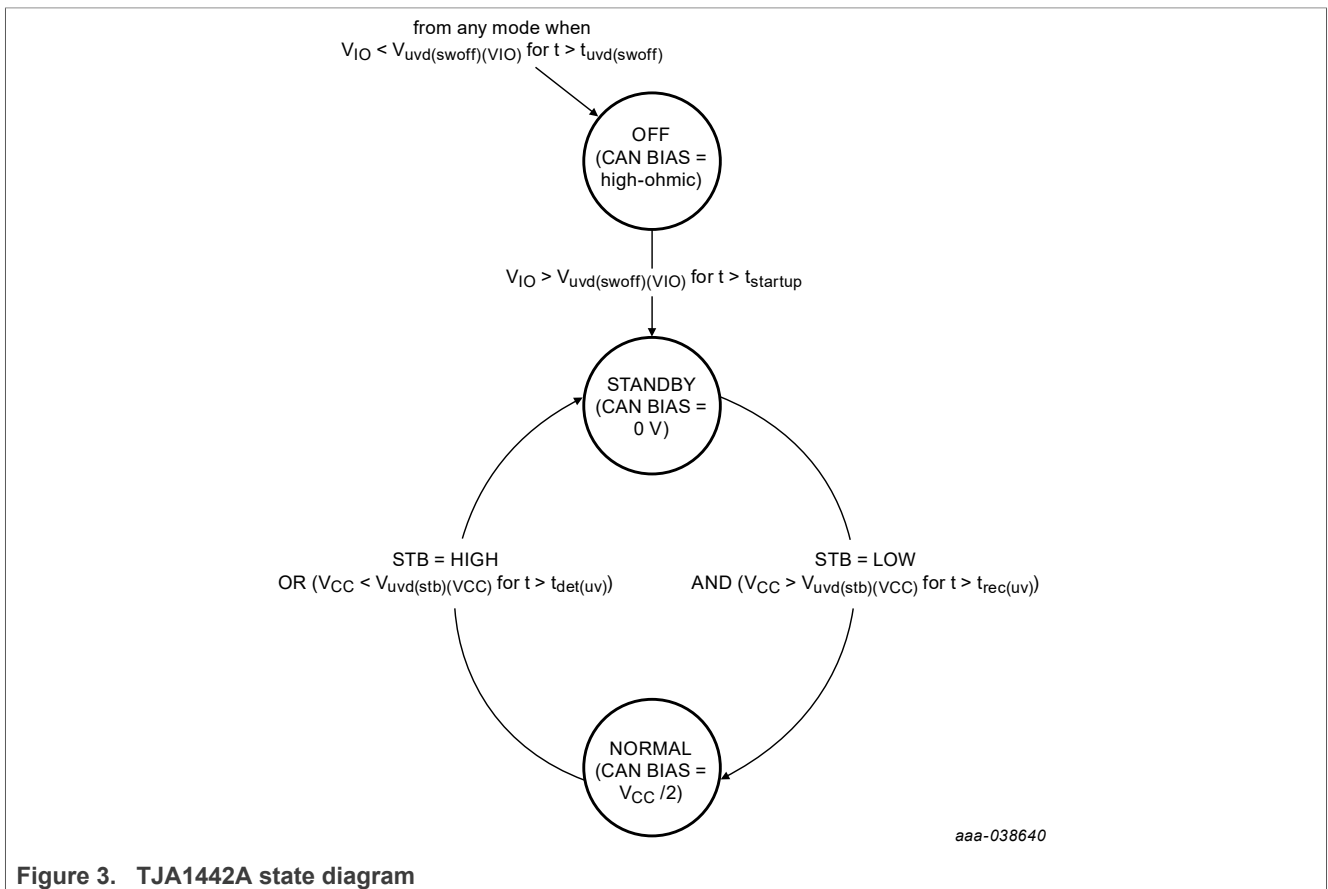 from any mode when
VIO < Vuvd(swoff)(VIO) for t > tuvd(swoff)
OFF
(CAN BIAS =
high-ohmic)
VIO > Vuvd(swoff)(VIO) for t > tstartup
STANDBY
(CAN BIAS =
0 V)
STB = HIGH
OR (VCC < Vuvd(stb)(VCC) for t > tdet(uv))
STB = LOW
AND (VCC > Vuvd(stb)(VCC) for t > trec(uv))
NORMAL
(CAN BIAS =
VCC /2)
aaa-038640
Figure 3. TJA1442A state diagram